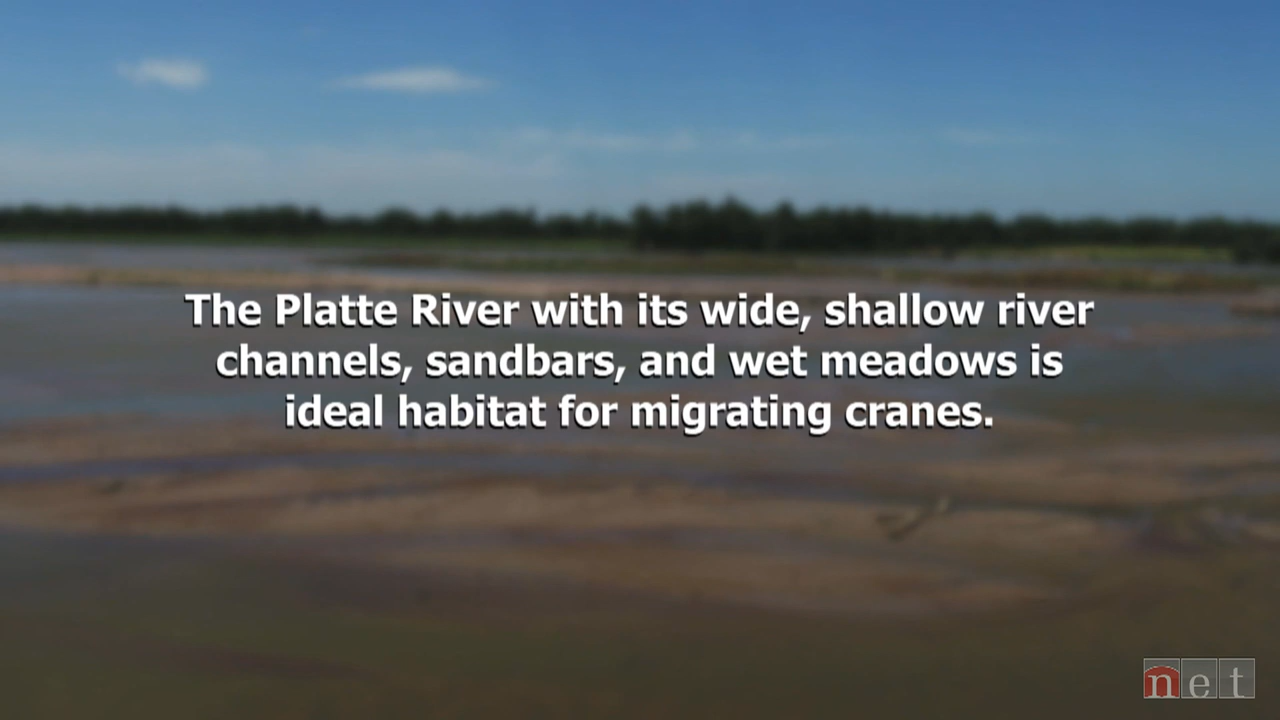 The Platte River with its wide, shallow river
channels, sandbars, and wet meadows is
ideal habitat for migrating cranes.
net